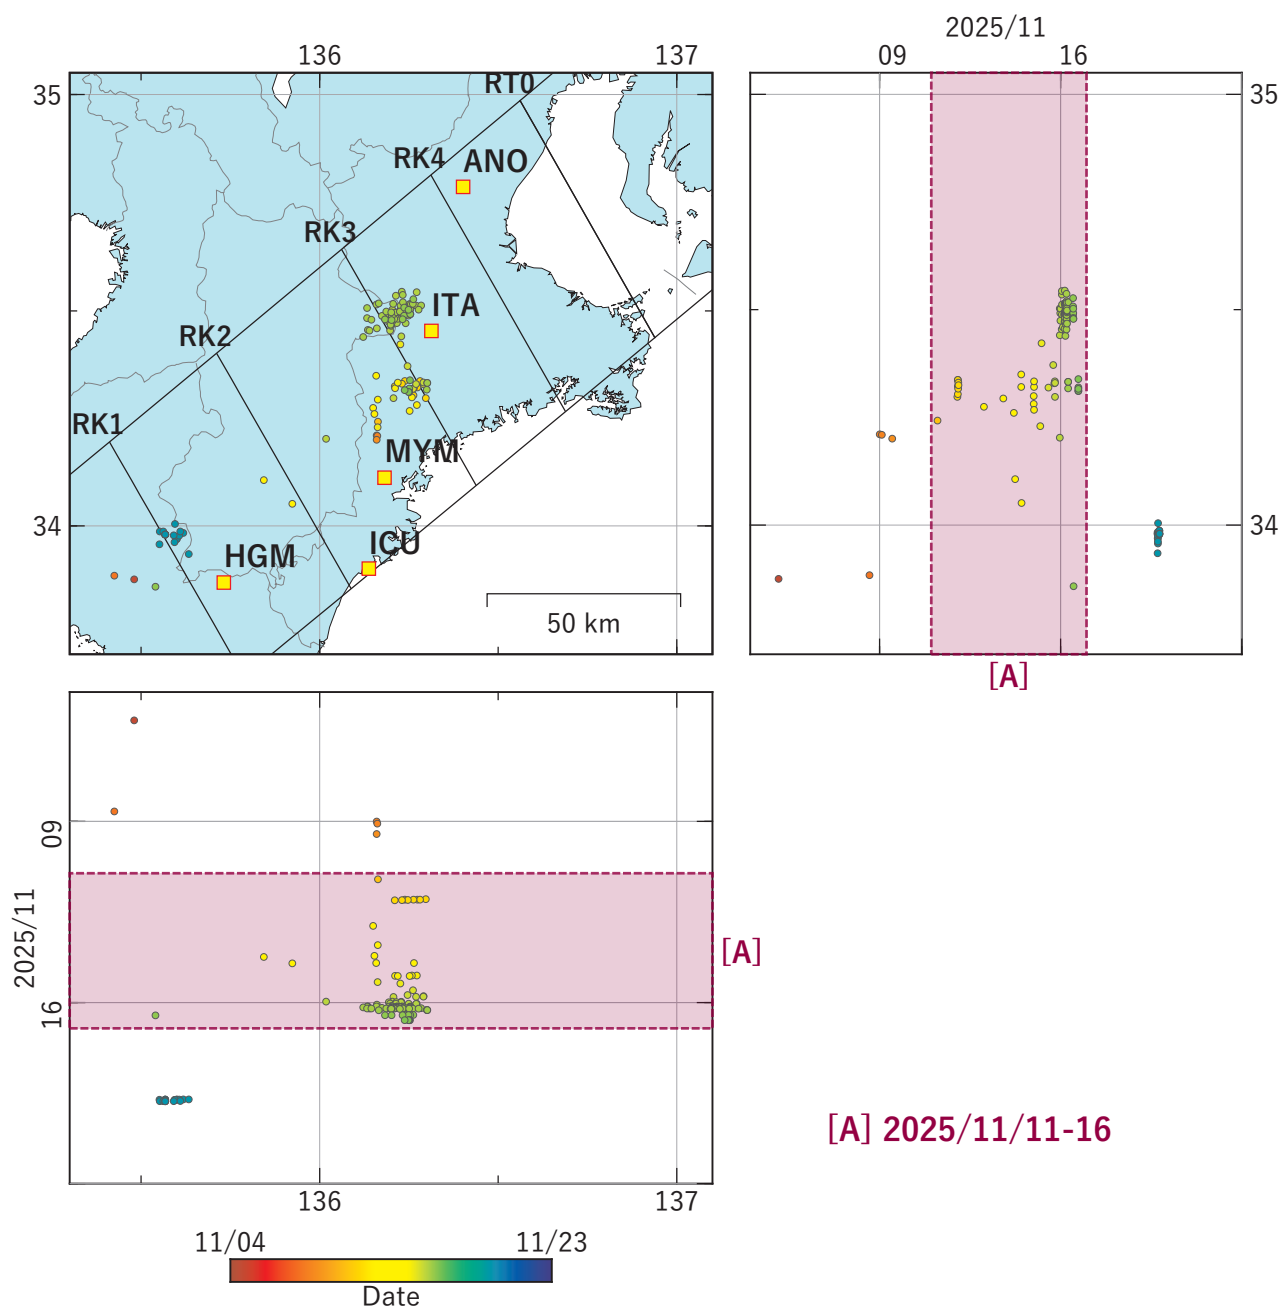 2025/11
136
137
09
16
35
RT0
RK4
ANO
RK3
ITA
RK2
RK1
MYM
34
HGM
ICU
50 km
35
34
[A]
09
16
2025/11
[A]
136
137
[A] 2025/11/11-16
11/04
11/23
Date